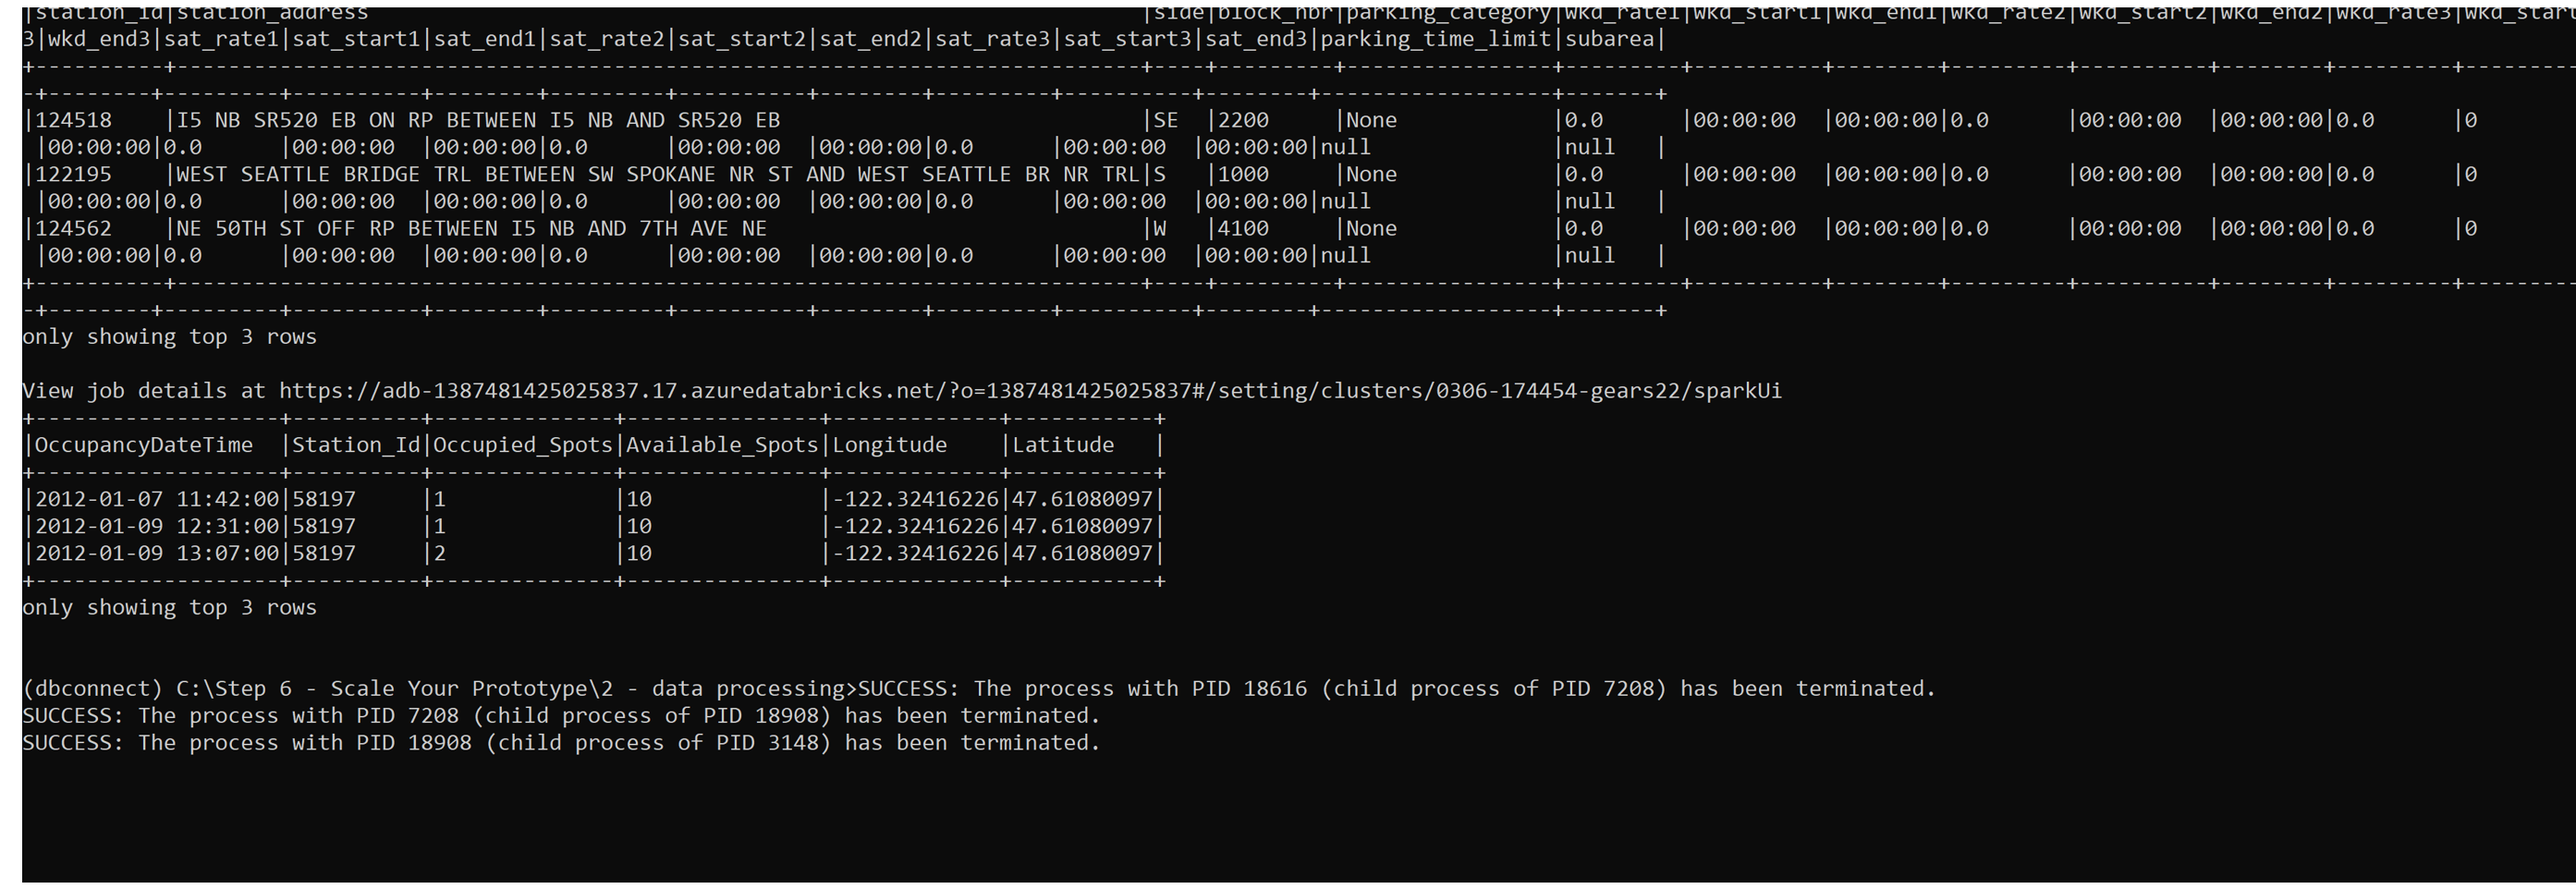 |station_id|station_address                                                            |side|block_nbr|parking_category|wkd_rate1|wkd_start1|wkd_end1|wkd_rate2|wkd_start2|wkd_end2|wkd_rate3|wkd_start
3|wkd_end3|sat_rate1|sat_start1|sat_end1|sat_rate2|sat_start2|sat_end2|sat_rate3|sat_start3|sat_end3|parking_time_limit|subarea|
+----------+----------------------------------------------------------------------------+----+---------+----------------+---------+----------+--------+---------+----------+--------+---------+---------
-+--------+---------+----------+--------+---------+----------+--------+---------+----------+--------+------------------+-------+
|124518    |I5 NB SR520 EB ON RP BETWEEN I5 NB AND SR520 EB                             |SE  |2200     |None            |0.0      |00:00:00  |00:00:00|0.0      |00:00:00  |00:00:00|0.0      |0
 |00:00:00|0.0      |00:00:00  |00:00:00|0.0      |00:00:00  |00:00:00|0.0      |00:00:00  |00:00:00|null              |null   |
|122195    |WEST SEATTLE BRIDGE TRL BETWEEN SW SPOKANE NR ST AND WEST SEATTLE BR NR TRL|S   |1000     |None            |0.0      |00:00:00  |00:00:00|0.0      |00:00:00  |00:00:00|0.0      |0
 |00:00:00|0.0      |00:00:00  |00:00:00|0.0      |00:00:00  |00:00:00|0.0      |00:00:00  |00:00:00|null              |null   |
|124562    |NE 50TH ST OFF RP BETWEEN I5 NB AND 7TH AVE NE                              |W   |4100     |None            |0.0      |00:00:00  |00:00:00|0.0      |00:00:00  |00:00:00|0.0      |0
 |00:00:00|0.0      |00:00:00  |00:00:00|0.0      |00:00:00  |00:00:00|0.0      |00:00:00  |00:00:00|null              |null   |
+----------+----------------------------------------------------------------------------+----+---------+----------------+---------+----------+--------+---------+----------+--------+---------+---------
-+--------+---------+----------+--------+---------+----------+--------+---------+----------+--------+------------------+-------+
only showing top 3 rows
View job details at https://adb-1387481425025837.17.azuredatabricks.net/?o=1387481425025837#/setting/clusters/0306-174454-gears22/sparkUi
+-------------------+----------+--------------+---------------+-------------+-----------+
|OccupancyDateTime  |Station_Id|Occupied_Spots|Available_Spots|Longitude    |Latitude   |
+-------------------+----------+--------------+---------------+-------------+-----------+
|2012-01-07 11:42:00|58197     |1             |10             |-122.32416226|47.61080097|
|2012-01-09 12:31:00|58197     |1             |10             |-122.32416226|47.61080097|
|2012-01-09 13:07:00|58197     |2             |10             |-122.32416226|47.61080097|
+-------------------+----------+--------------+---------------+-------------+-----------+
only showing top 3 rows
(dbconnect) C:\Step 6 - Scale Your Prototype\2 - data processing>SUCCESS: The process with PID 18616 (child process of PID 7208) has been terminated.
SUCCESS: The process with PID 7208 (child process of PID 18908) has been terminated.
SUCCESS: The process with PID 18908 (child process of PID 3148) has been terminated.